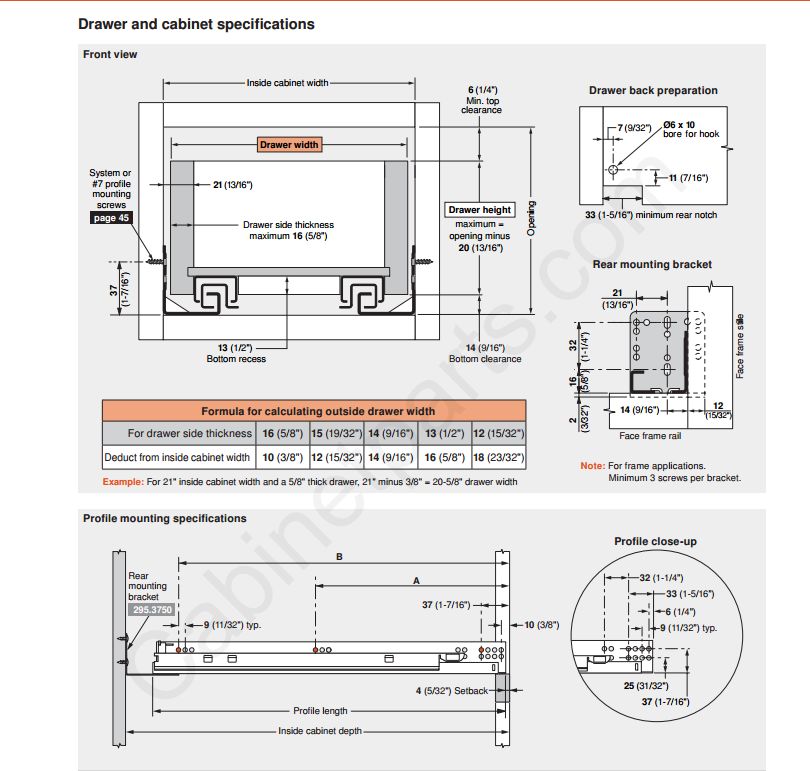 Drawer and cabinet specifications
Front view
Inside cabinet width
6 (1/4")
Min. top
clearance
Drawer width
System or
#7 profile
mounting
screws
page 45
21 (13/16")
Drawer side thickness
maximum 16 (5/8")
Drawer height
maximum =
opening minus
20 (13/16")
Opening
37
(1-7/16")
13 (1/2")
Bottom recess
14 (9/16")
Bottom clearance
Drawer back preparation
7 (9/32")
Ø6 x 10
bore for hook
11 (7/16")
33 (1-5/16") minimum rear notch
Rear mounting bracket
21
(13/16")
32
(1-1/4")
16
(5/8")
2
(3/32")
14 (9/16")
12
(15/32")
Face frame stile
Face frame rail
Note: For frame applications.
Minimum 3 screws per bracket.
Formula for calculating outside drawer width
For drawer side thickness 16 (5/8") 15 (19/32") 14 (9/16") 13 (1/2") 12 (15/32")
Deduct from inside cabinet width 10 (3/8") 12 (15/32") 14 (9/16") 16 (5/8") 18 (23/32")
Example: For 21" inside cabinet width and a 5/8" thick drawer, 21" minus 3/8" = 20-5/8" drawer width
Profile mounting specifications
B
A
Rear
mounting
bracket
295.3750
37 (1-7/16")
9 (11/32") typ.
10 (3/8")
4 (5/32") Setback
Profile length
Inside cabinet depth
Profile close-up
32 (1-1/4")
33 (1-5/16")
6 (1/4")
9 (11/32") typ.
25 (31/32")
37 (1-7/16")
Cabinetparts.com